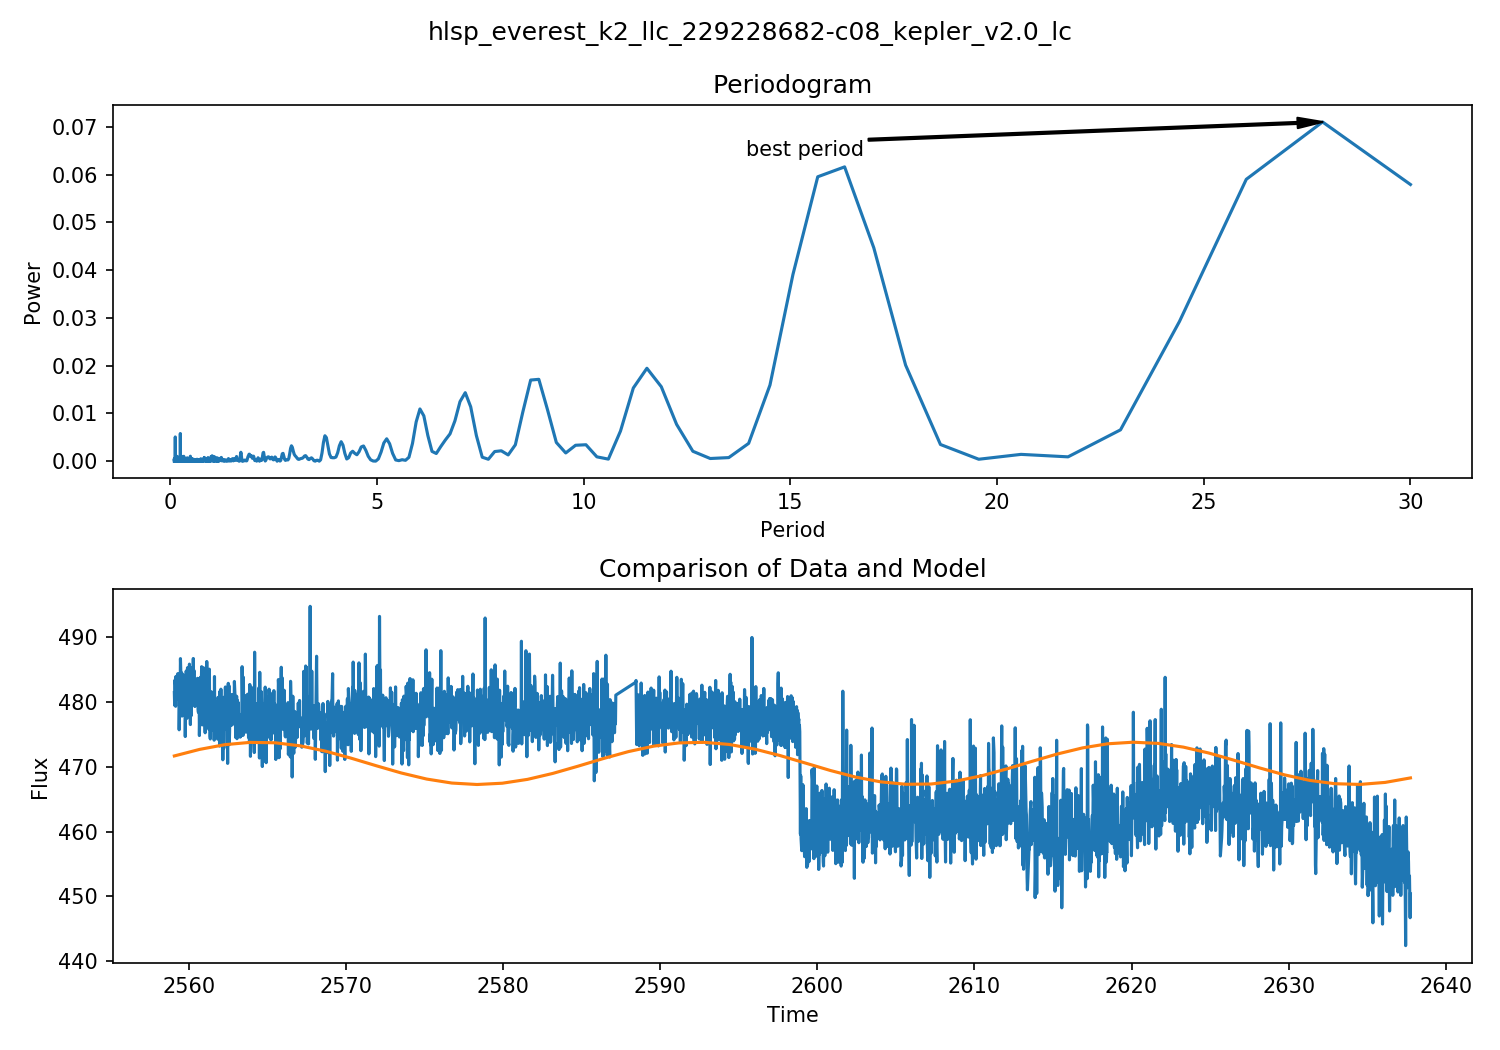 hlsp_everest_k2_llc_229228682-c08_kepler_v2.0_lc
Periodogram
0.07
0.06
0.05
0.04
0.03
0.02
0.01
0.00
Power
best period
0 5 10 15 20 25 30
Period
Comparison of Data and Model
490
480
470
460
450
440
Flux
2560 2570 2580 2590 2600 2610 2620 2630 2640
Time